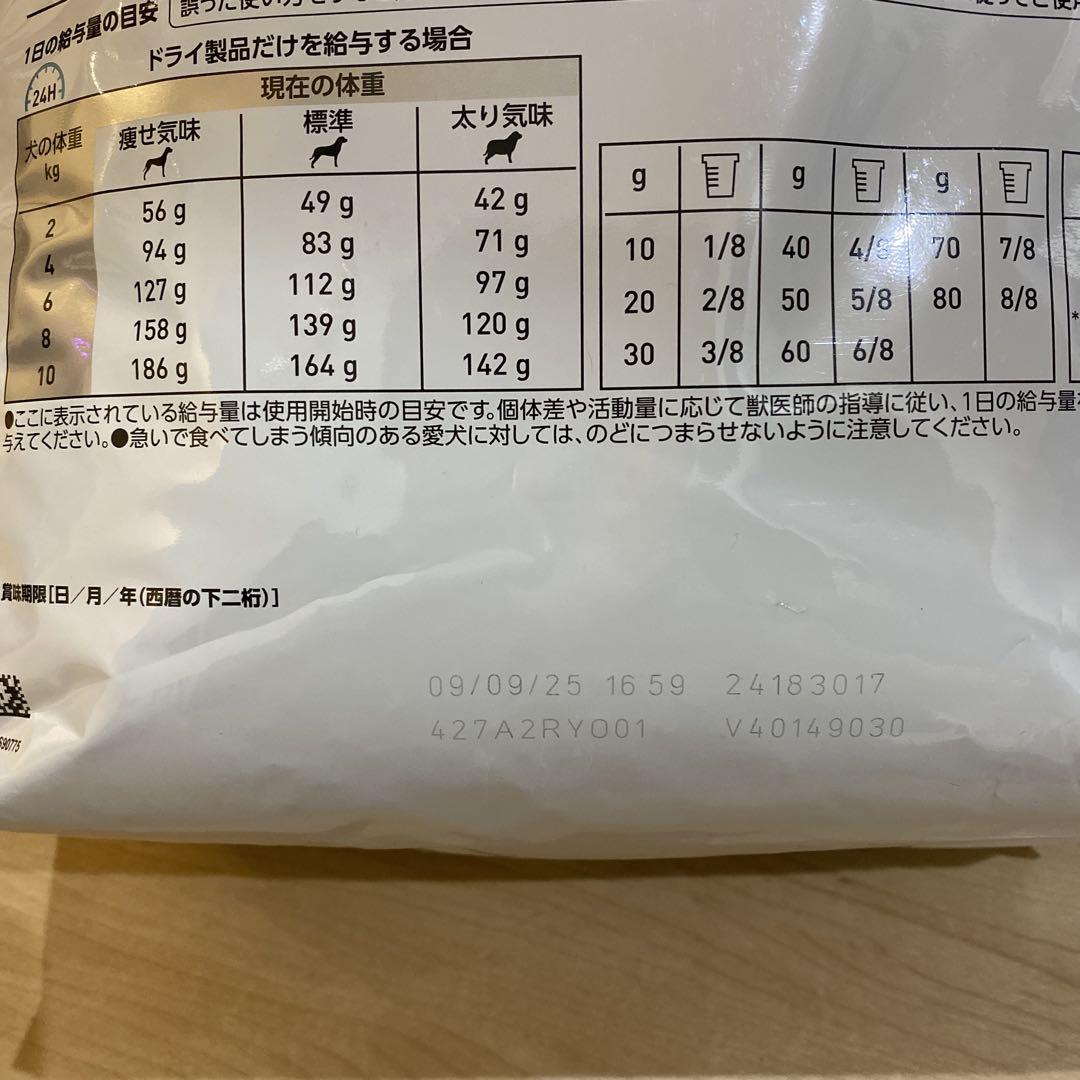 1日の給与量の目安
ドライ製品だけを給与する場合
24H
現在の体重
犬の体重 kg 痩せ気味 標準 太り気味
2 56 g 49 g 42 g
4 94 g 83 g 71 g
6 127 g 112 g 97 g
8 158 g 139 g 120 g
10 186 g 164 g 142 g
g g g
10 1/8 40 4/8 70 7/8
20 2/8 50 5/8 80 8/8
30 3/8 60 6/8
*
●ここに表示されている給与量は使用開始時の目安です。個体差や活動量に応じて獣医師の指導に従い、1日の給与量
与えてください。●急いで食べてしまう傾向のある愛犬に対しては、のどにつまらせないように注意してください。
賞味期限[日/月/年(西暦の下二桁)]
09/09/25 16 59 24183017
427A2RY001 V40149030
690775